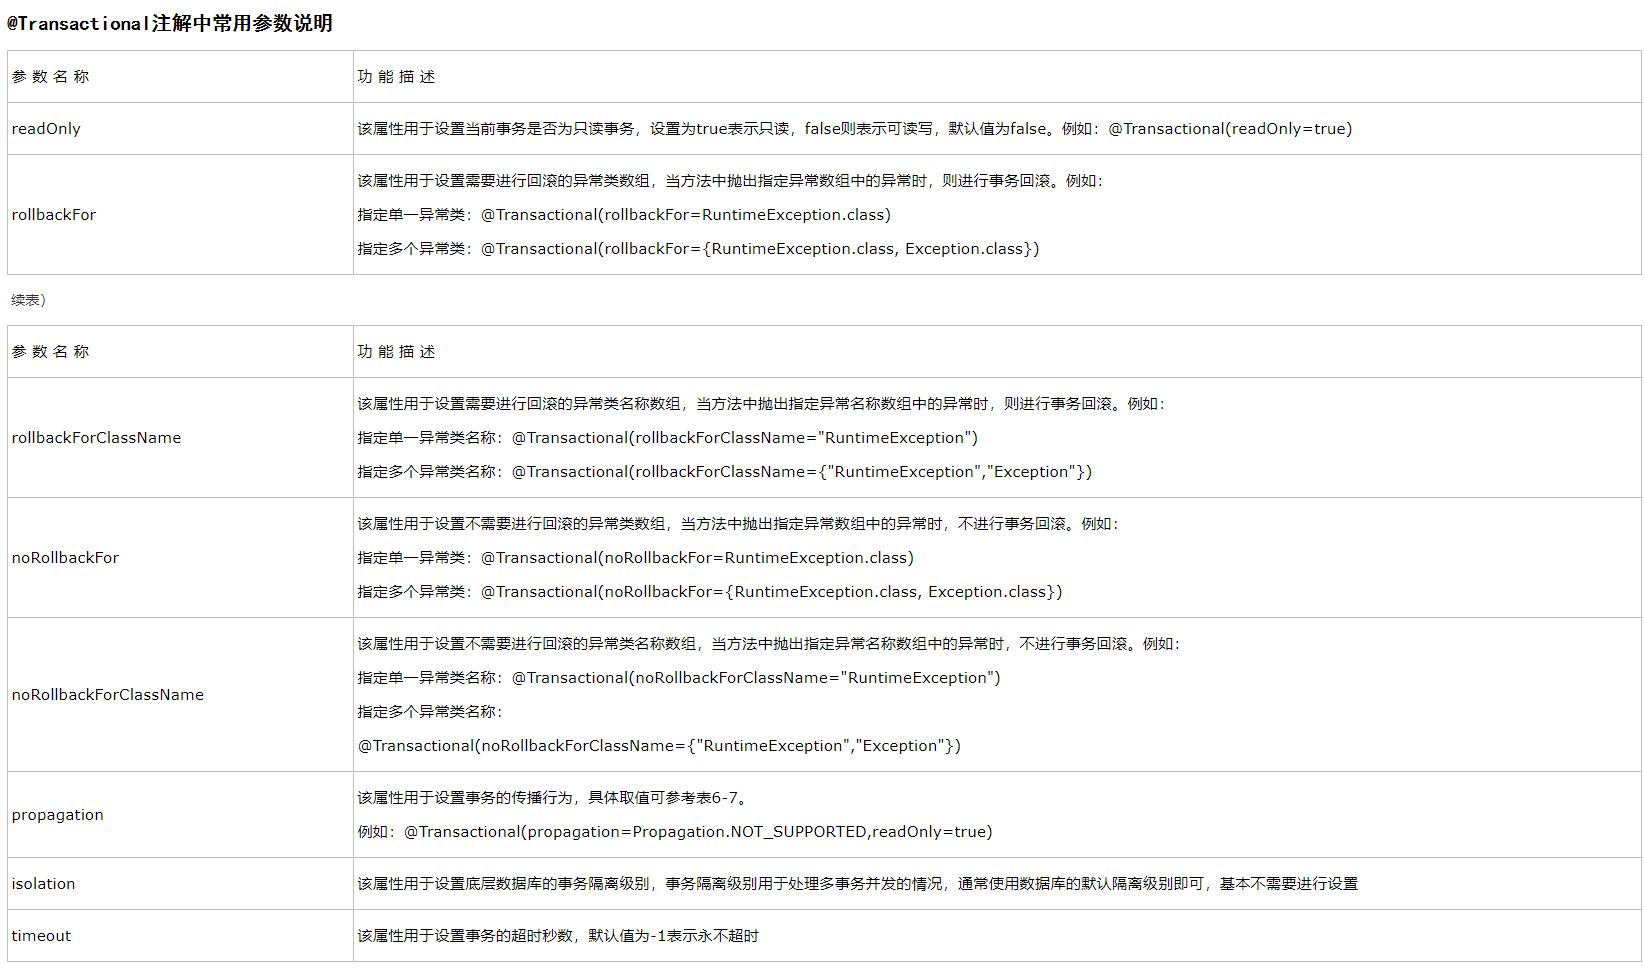 @Transactional注解中常用参数说明
参 数 名 称
功 能 描 述
readOnly
该属性用于设置当前事务是否为只读事务，设置为true表示只读，false则表示可读写，默认值为false。例如：@Transactional(readOnly=true)
rollbackFor
该属性用于设置需要进行回滚的异常类数组，当方法中抛出指定异常数组中的异常时，则进行事务回滚。例如：
指定单一异常类：@Transactional(rollbackFor=RuntimeException.class)
指定多个异常类：@Transactional(rollbackFor={RuntimeException.class, Exception.class})
续表）
参 数 名 称
功 能 描 述
rollbackForClassName
该属性用于设置需要进行回滚的异常类名称数组，当方法中抛出指定异常名称数组中的异常时，则进行事务回滚。例如：
指定单一异常类名称：@Transactional(rollbackForClassName="RuntimeException")
指定多个异常类名称：@Transactional(rollbackForClassName={"RuntimeException","Exception"})
noRollbackFor
该属性用于设置不需要进行回滚的异常类数组，当方法中抛出指定异常数组中的异常时，不进行事务回滚。例如：
指定单一异常类：@Transactional(noRollbackFor=RuntimeException.class)
指定多个异常类：@Transactional(noRollbackFor={RuntimeException.class, Exception.class})
noRollbackForClassName
该属性用于设置不需要进行回滚的异常类名称数组，当方法中抛出指定异常名称数组中的异常时，不进行事务回滚。例如：
指定单一异常类名称：@Transactional(noRollbackForClassName="RuntimeException")
指定多个异常类名称：
@Transactional(noRollbackForClassName={"RuntimeException","Exception"})
propagation
该属性用于设置事务的传播行为，具体取值可参考表6-7。
例如：@Transactional(propagation=Propagation.NOT_SUPPORTED,readOnly=true)
isolation
该属性用于设置底层数据库的事务隔离级别，事务隔离级别用于处理多事务并发的情况，通常使用数据库的默认隔离级别即可，基本不需要进行设置
timeout
该属性用于设置事务的超时秒数，默认值为-1表示永不超时